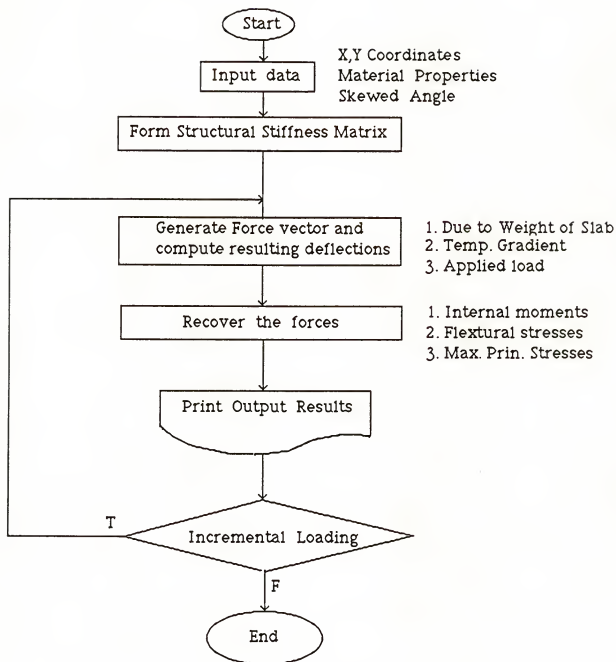 Start
Input data
X,Y Coordinates
Material Properties
Skewed Angle
Form Structural Stiffness Matrix
Generate Force vector and
compute resulting deflections
1. Due to Weight of Slab
2. Temp. Gradient
3. Applied load
Recover the forces
1. Internal moments
2. Flextural stresses
3. Max. Prin. Stresses
Print Output Results
T
Incremental Loading
F
End